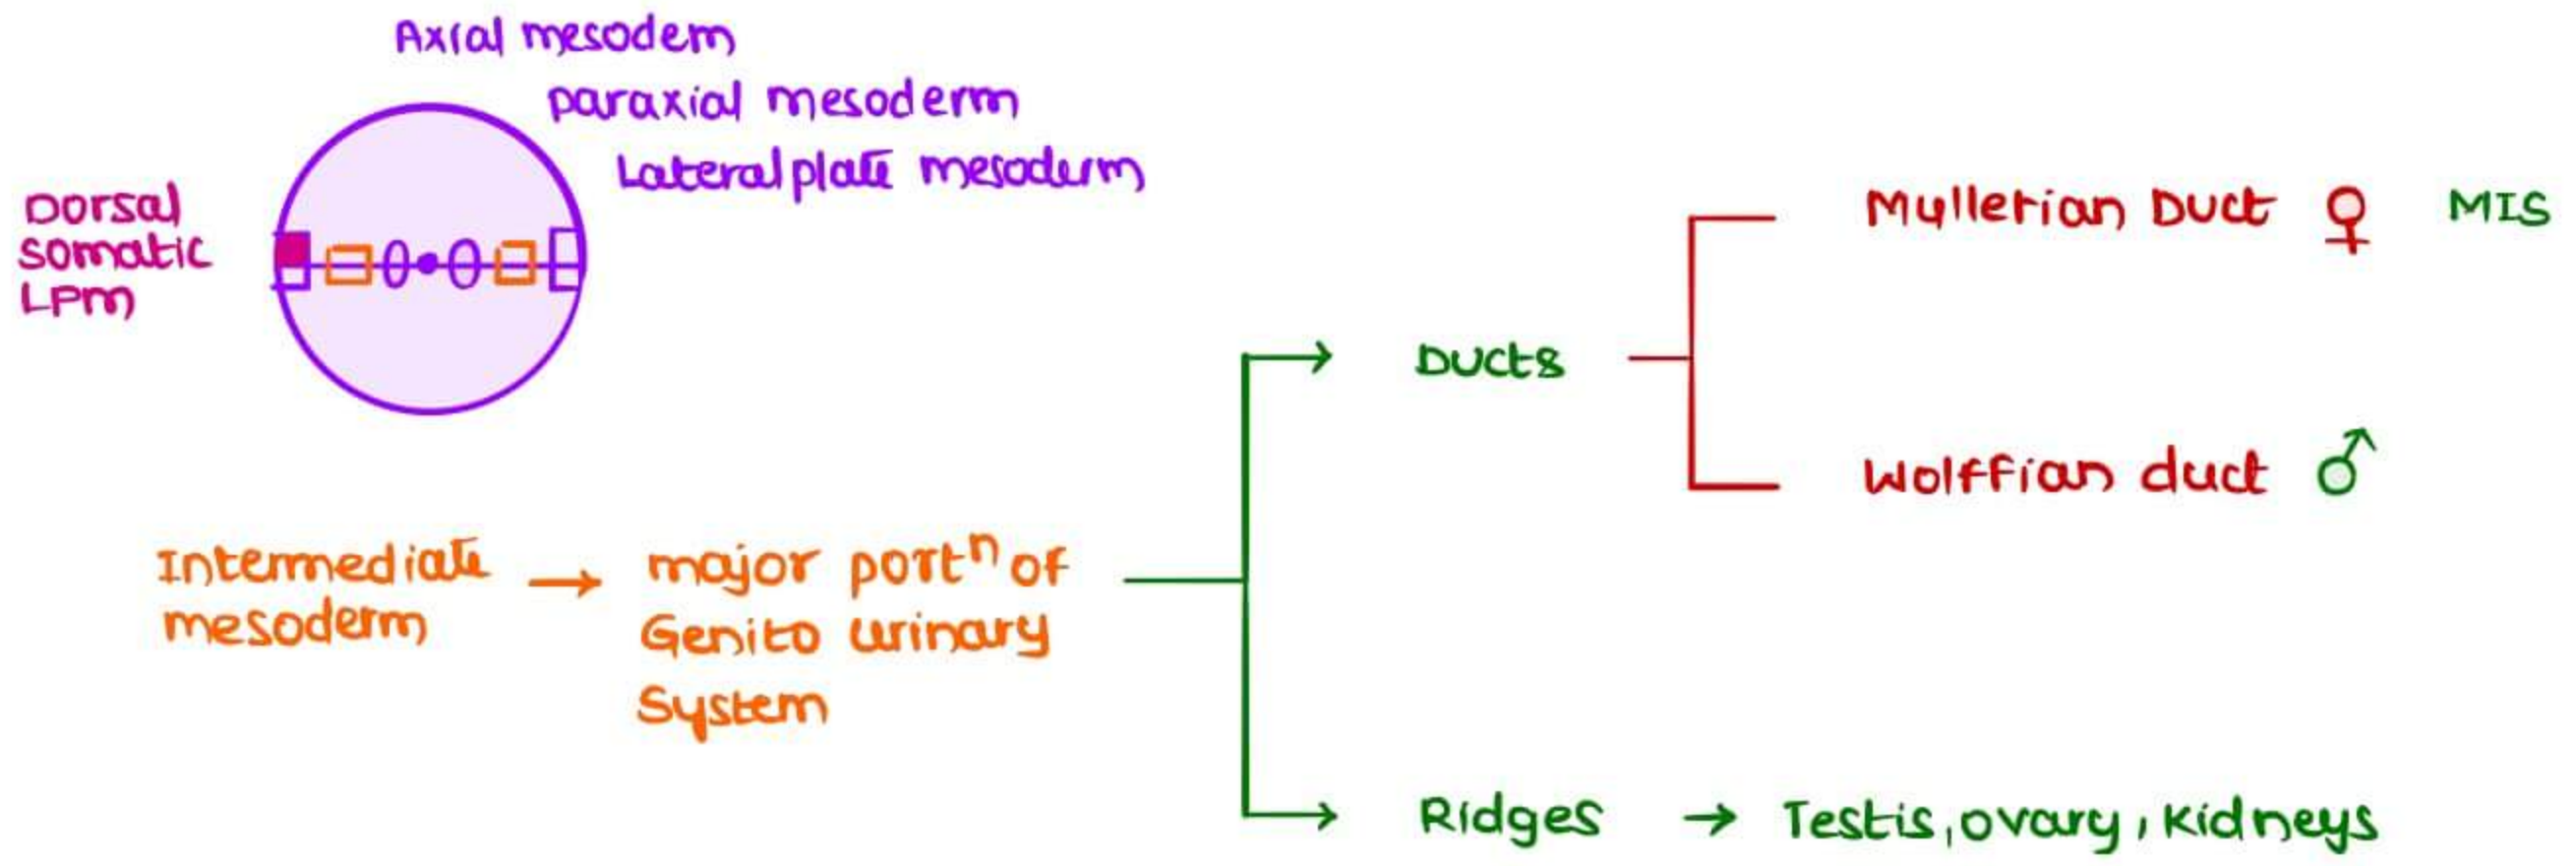 Axial mesodem
paraxial mesoderm
Lateral plate mesoderm
Dorsal
somatic
LPM
Mullerian Duct ♀ MIS
Ducts
Wolffian duct ♂
Intermediate
mesoderm
→ major portⁿ of
Genito urinary
System
Ridges → Testis, ovary, kidneys